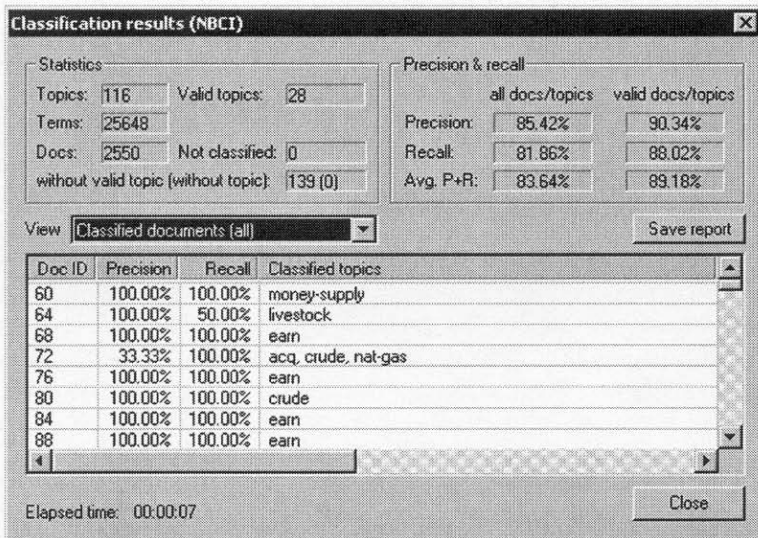 Classification results (NBCI)
Statistics
Topics: 116 Valid topics: 28
Terms: 25648
Docs: 2550 Not classified: 0
without valid topic (without topic): 139 (0)
Precision & recall
all docs/topics valid docs/topics
Precision: 85.42% 90.34%
Recall: 81.86% 88.02%
Avg. P+R: 83.64% 89.18%
View Classified documents (all) Save report
Doc ID Precision Recall Classified topics
60 100.00% 100.00% money-supply
64 100.00% 50.00% livestock
68 100.00% 100.00% earn
72 33.33% 100.00% acq, crude, nat-gas
76 100.00% 100.00% earn
80 100.00% 100.00% crude
84 100.00% 100.00% earn
88 100.00% 100.00% earn
Elapsed time: 00:00:07 Close